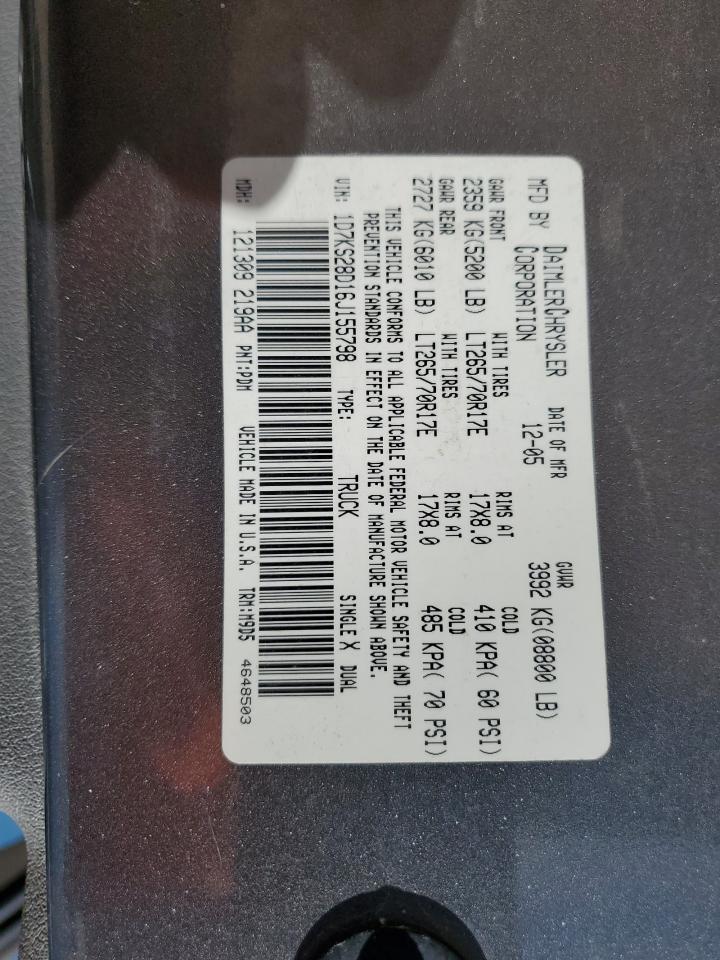 MFD BY DAIMLERCHRYSLER CORPORATION DATE OF MFR 12-05 GVWR 3992 KG(08800 LB)
GAWR FRONT WITH TIRES RIMS AT COLD
2359 KG(5200 LB) LT265/70R17E 17X8.0 410 KPA( 60 PSI)
GAWR REAR WITH TIRES RIMS AT COLD
2727 KG(6010 LB) LT265/70R17E 17X8.0 485 KPA( 70 PSI)
THIS VEHICLE CONFORMS TO ALL APPLICABLE FEDERAL MOTOR VEHICLE SAFETY AND THEFT
PREVENTION STANDARDS IN EFFECT ON THE DATE OF MANUFACTURE SHOWN ABOVE.
VIN: 1D7KS28D16J155798 TYPE: TRUCK SINGLE X DUAL
MDH: 121309 219AA PNT:PDM VEHICLE MADE IN U.S.A. TRM:M9D5 4648503